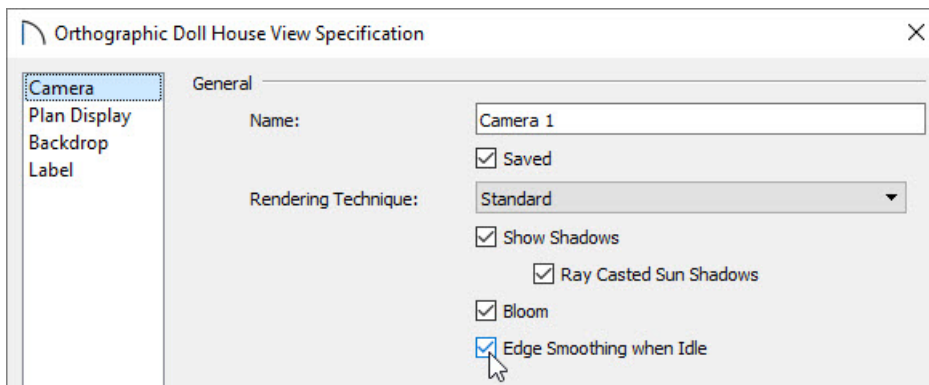 Orthographic Doll House View Specification
Camera
Plan Display
Backdrop
Label
General
Name: Camera 1
Saved
Rendering Technique: Standard
Show Shadows
Ray Casted Sun Shadows
Bloom
Edge Smoothing when Idle